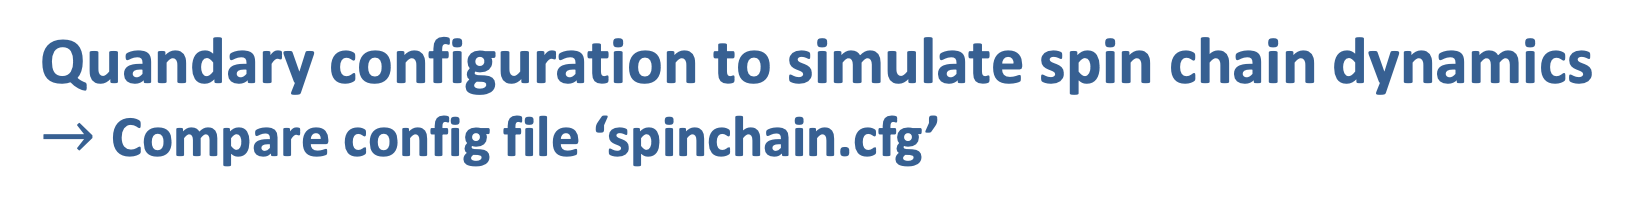 Quandary configuration to simulate spin chain dynamics
→ Compare config file ‘spinchain.cfg’